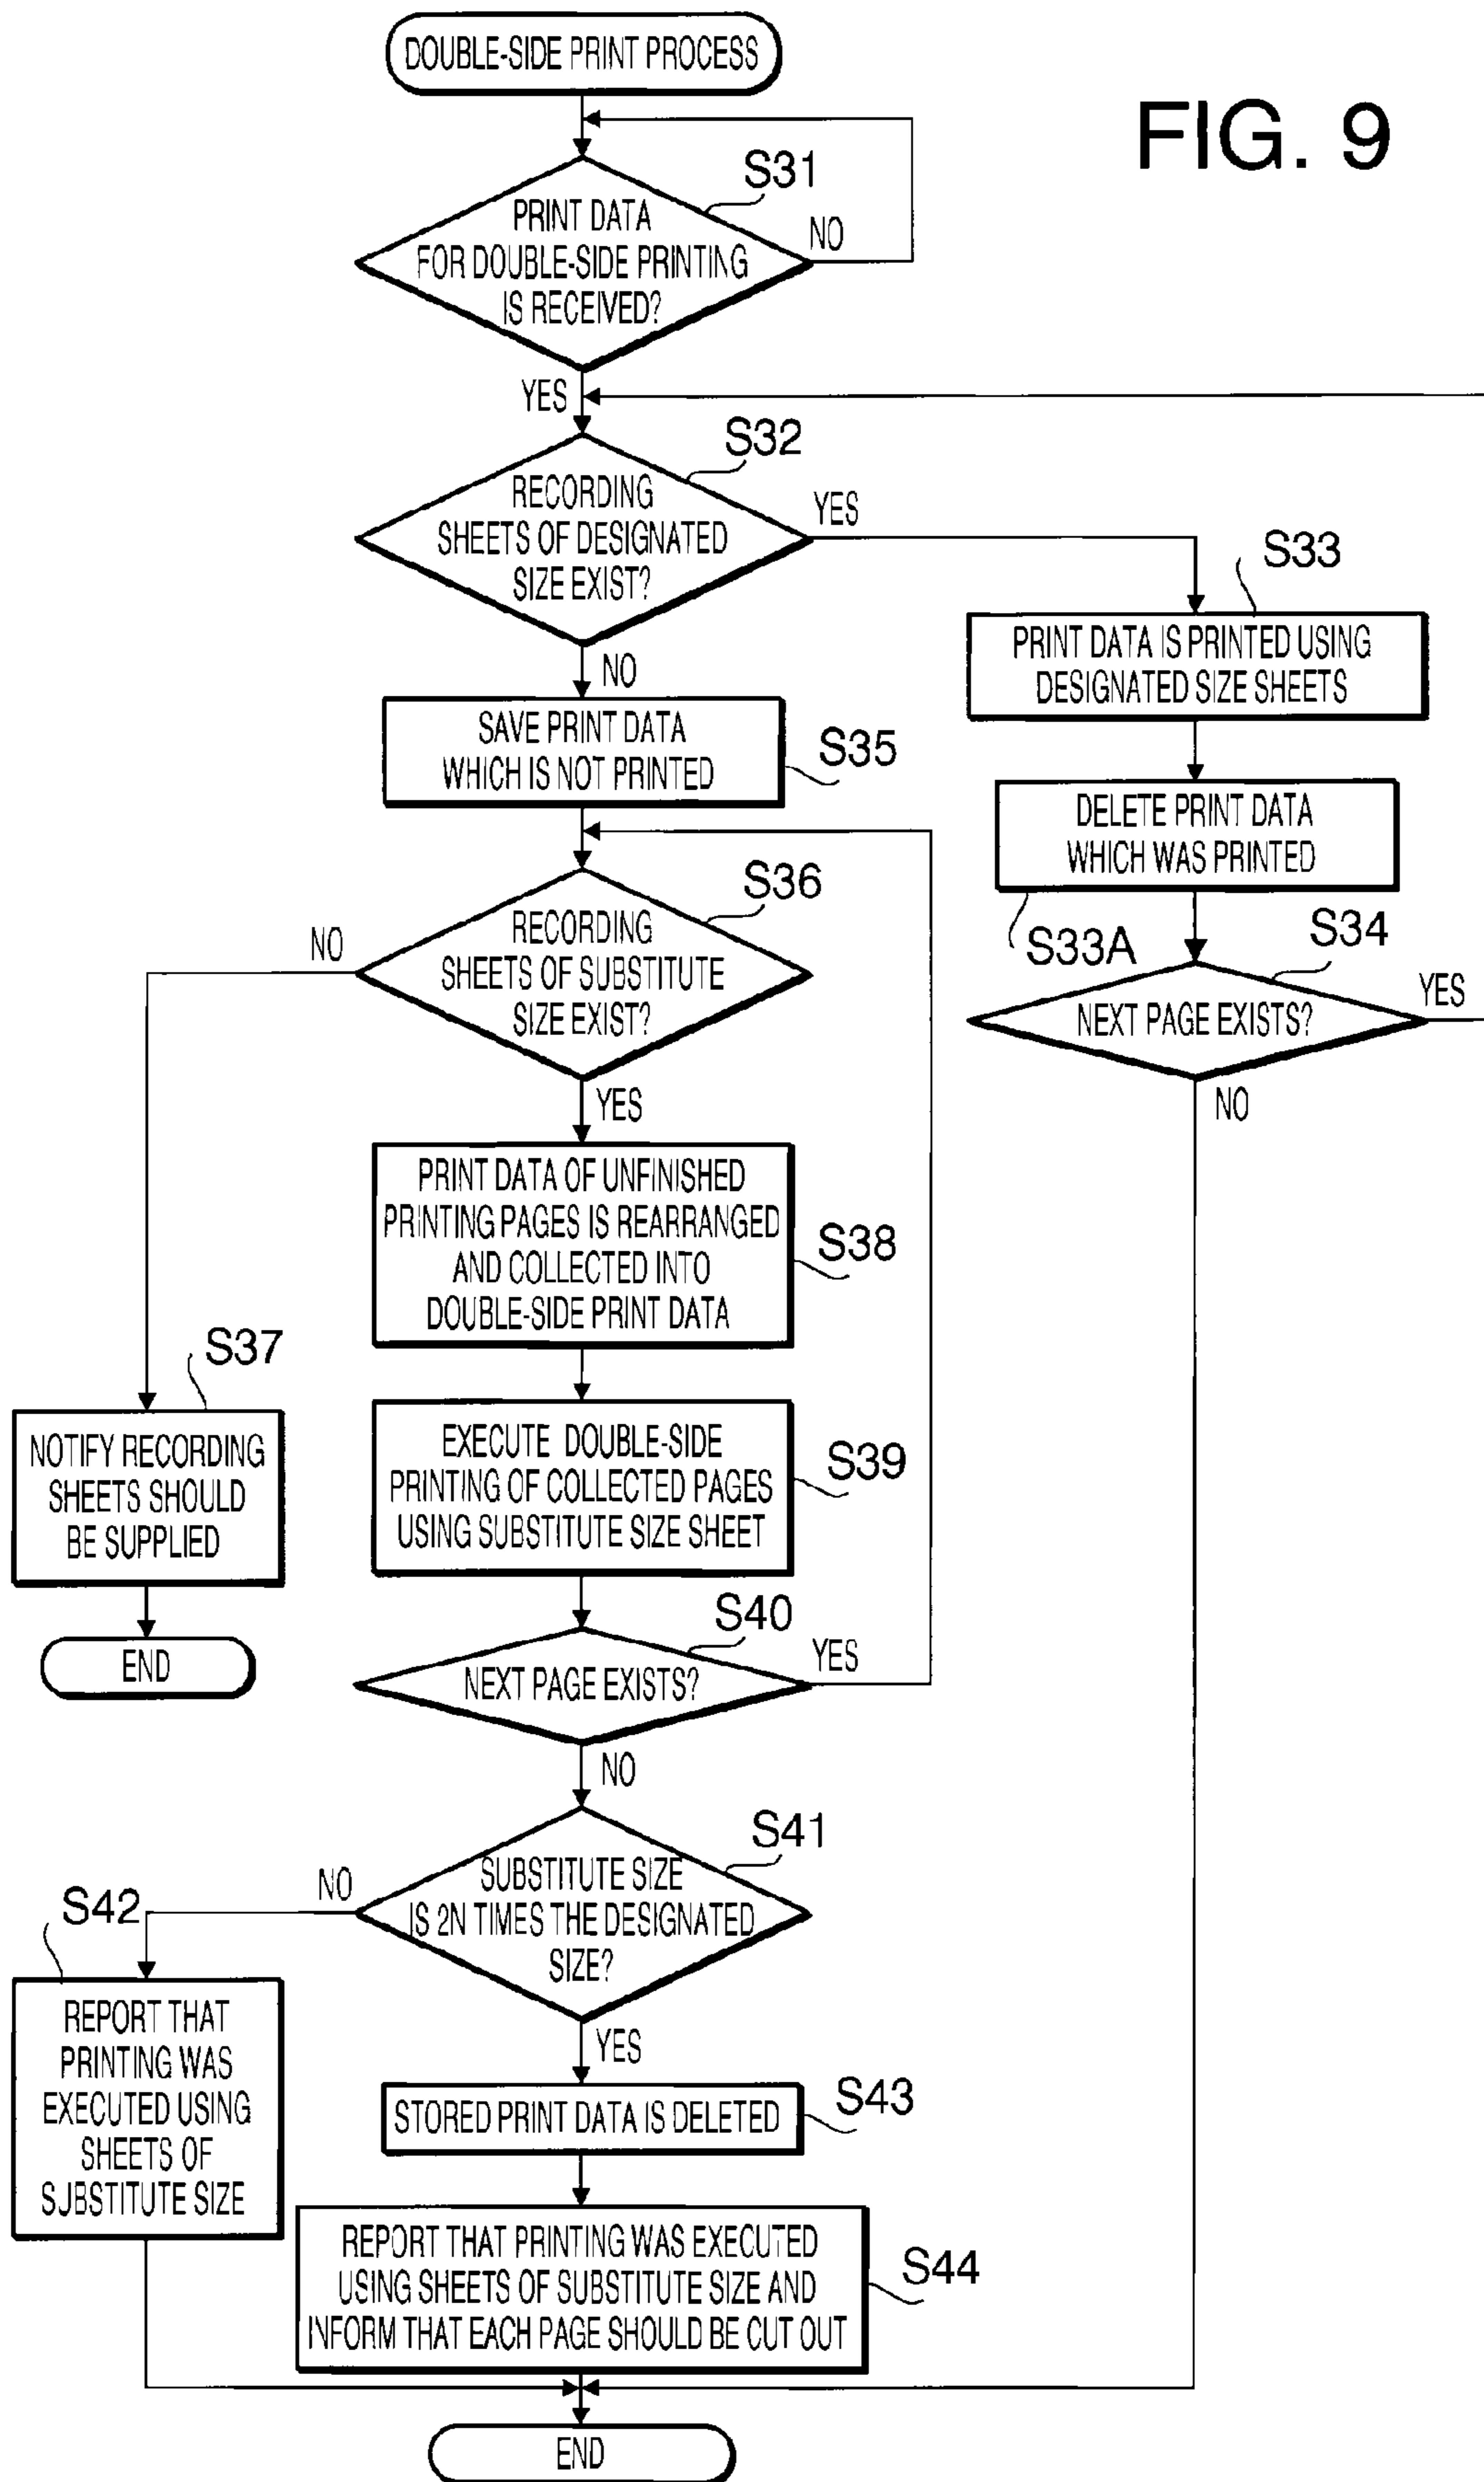 DOUBLE-SIDE PRINT PROCESS
FIG. 9
S31
PRINT DATA
FOR DOUBLE-SIDE PRINTING
IS RECEIVED?
NO
YES
S32
RECORDING
SHEETS OF DESIGNATED
SIZE EXIST?
YES
NO
S33
PRINT DATA IS PRINTED USING
DESIGNATED SIZE SHEETS
SAVE PRINT DATA
WHICH IS NOT PRINTED
S35
DELETE PRINT DATA
WHICH WAS PRINTED
S33A
S34
NEXT PAGE EXISTS?
YES
NO
S36
RECORDING
SHEETS OF SUBSTITUTE
SIZE EXIST?
NO
YES
PRINT DATA OF UNFINISHED
PRINTING PAGES IS REARRANGED
AND COLLECTED INTO
DOUBLE-SIDE PRINT DATA
S38
S37
NOTIFY RECORDING
SHEETS SHOULD
BE SUPPLIED
END
EXECUTE DOUBLE-SIDE
PRINTING OF COLLECTED PAGES
USING SUBSTITUTE SIZE SHEET
S39
S40
NEXT PAGE EXISTS?
YES
NO
S41
SUBSTITUTE SIZE
IS 2N TIMES THE DESIGNATED
SIZE?
NO
YES
S42
REPORT THAT
PRINTING WAS
EXECUTED USING
SHEETS OF
SUBSTITUTE SIZE
STORED PRINT DATA IS DELETED
S43
REPORT THAT PRINTING WAS EXECUTED
USING SHEETS OF SUBSTITUTE SIZE AND
INFORM THAT EACH PAGE SHOULD BE CUT OUT
S44
END